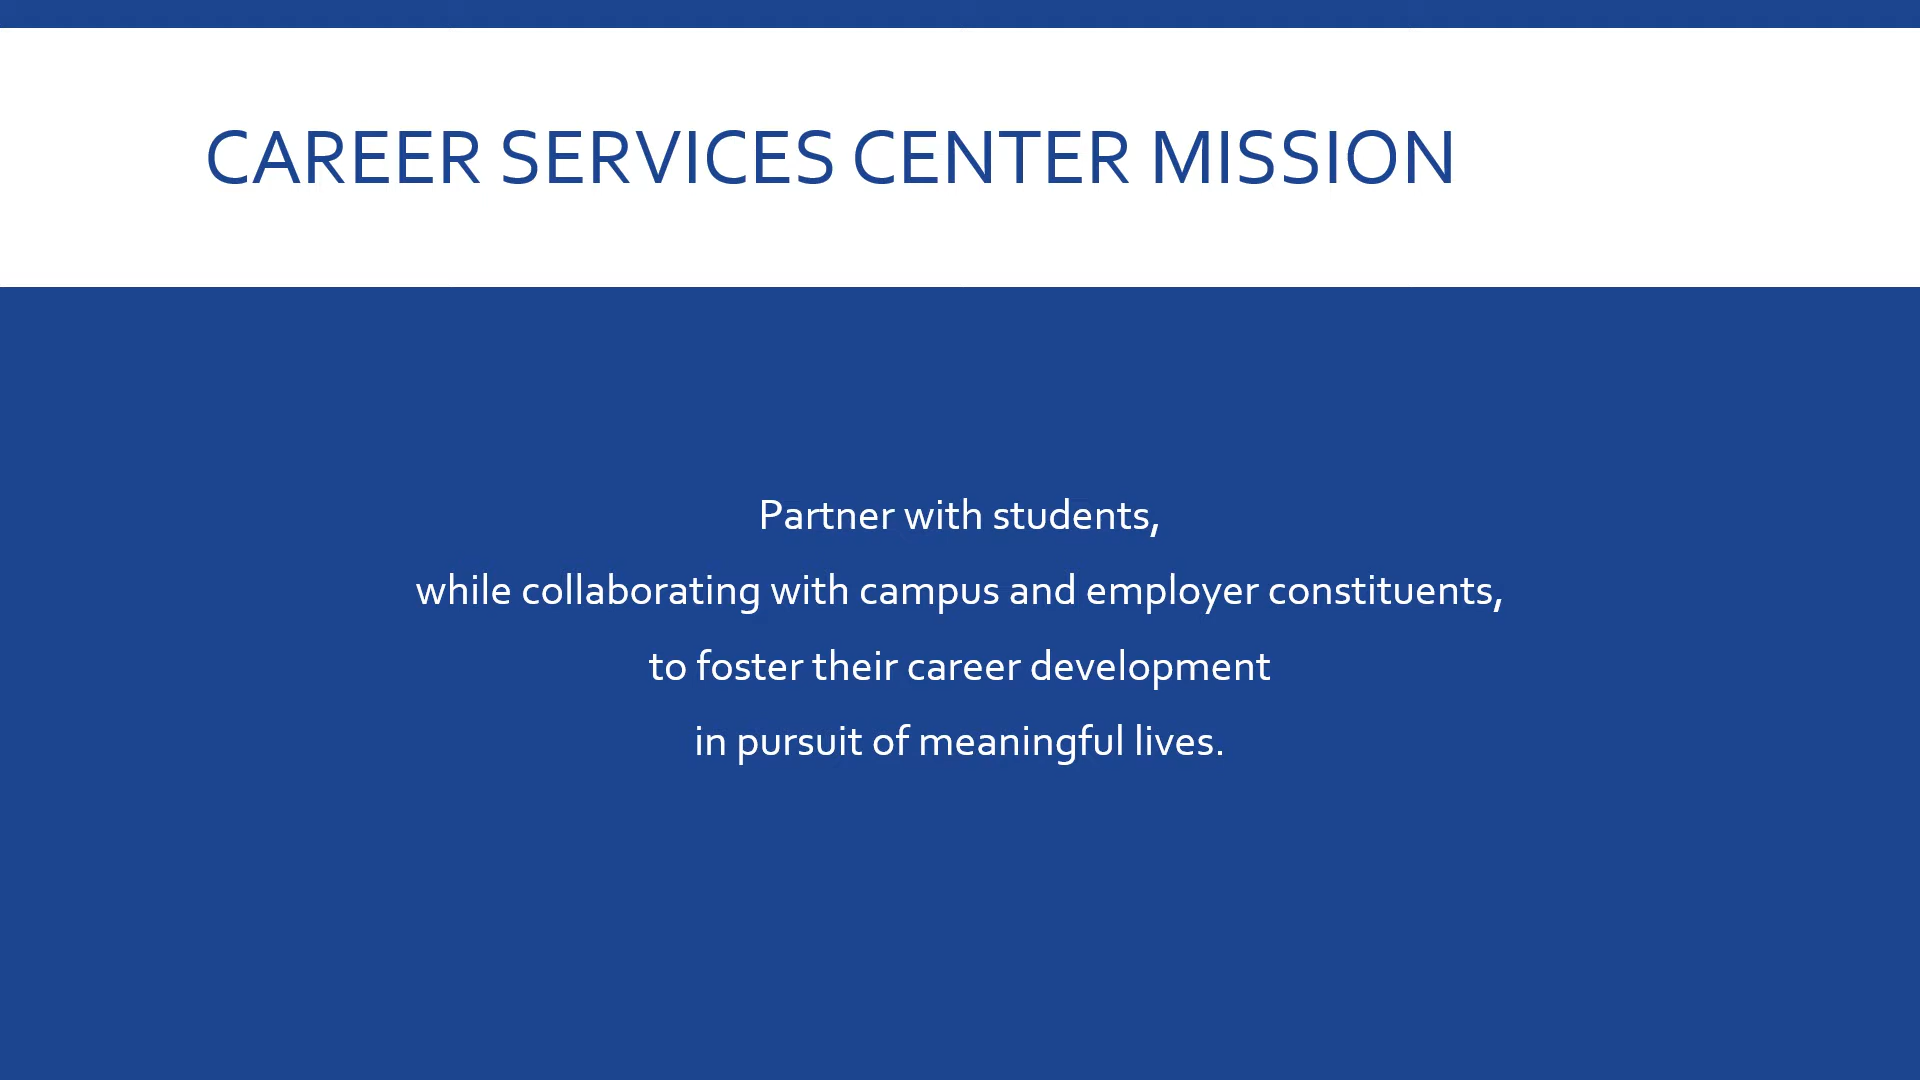 CAREER SERVICES CENTER MISSION
Partner with students,
while collaborating with campus and employer constituents,
to foster their career development
in pursuit of meaningful lives.